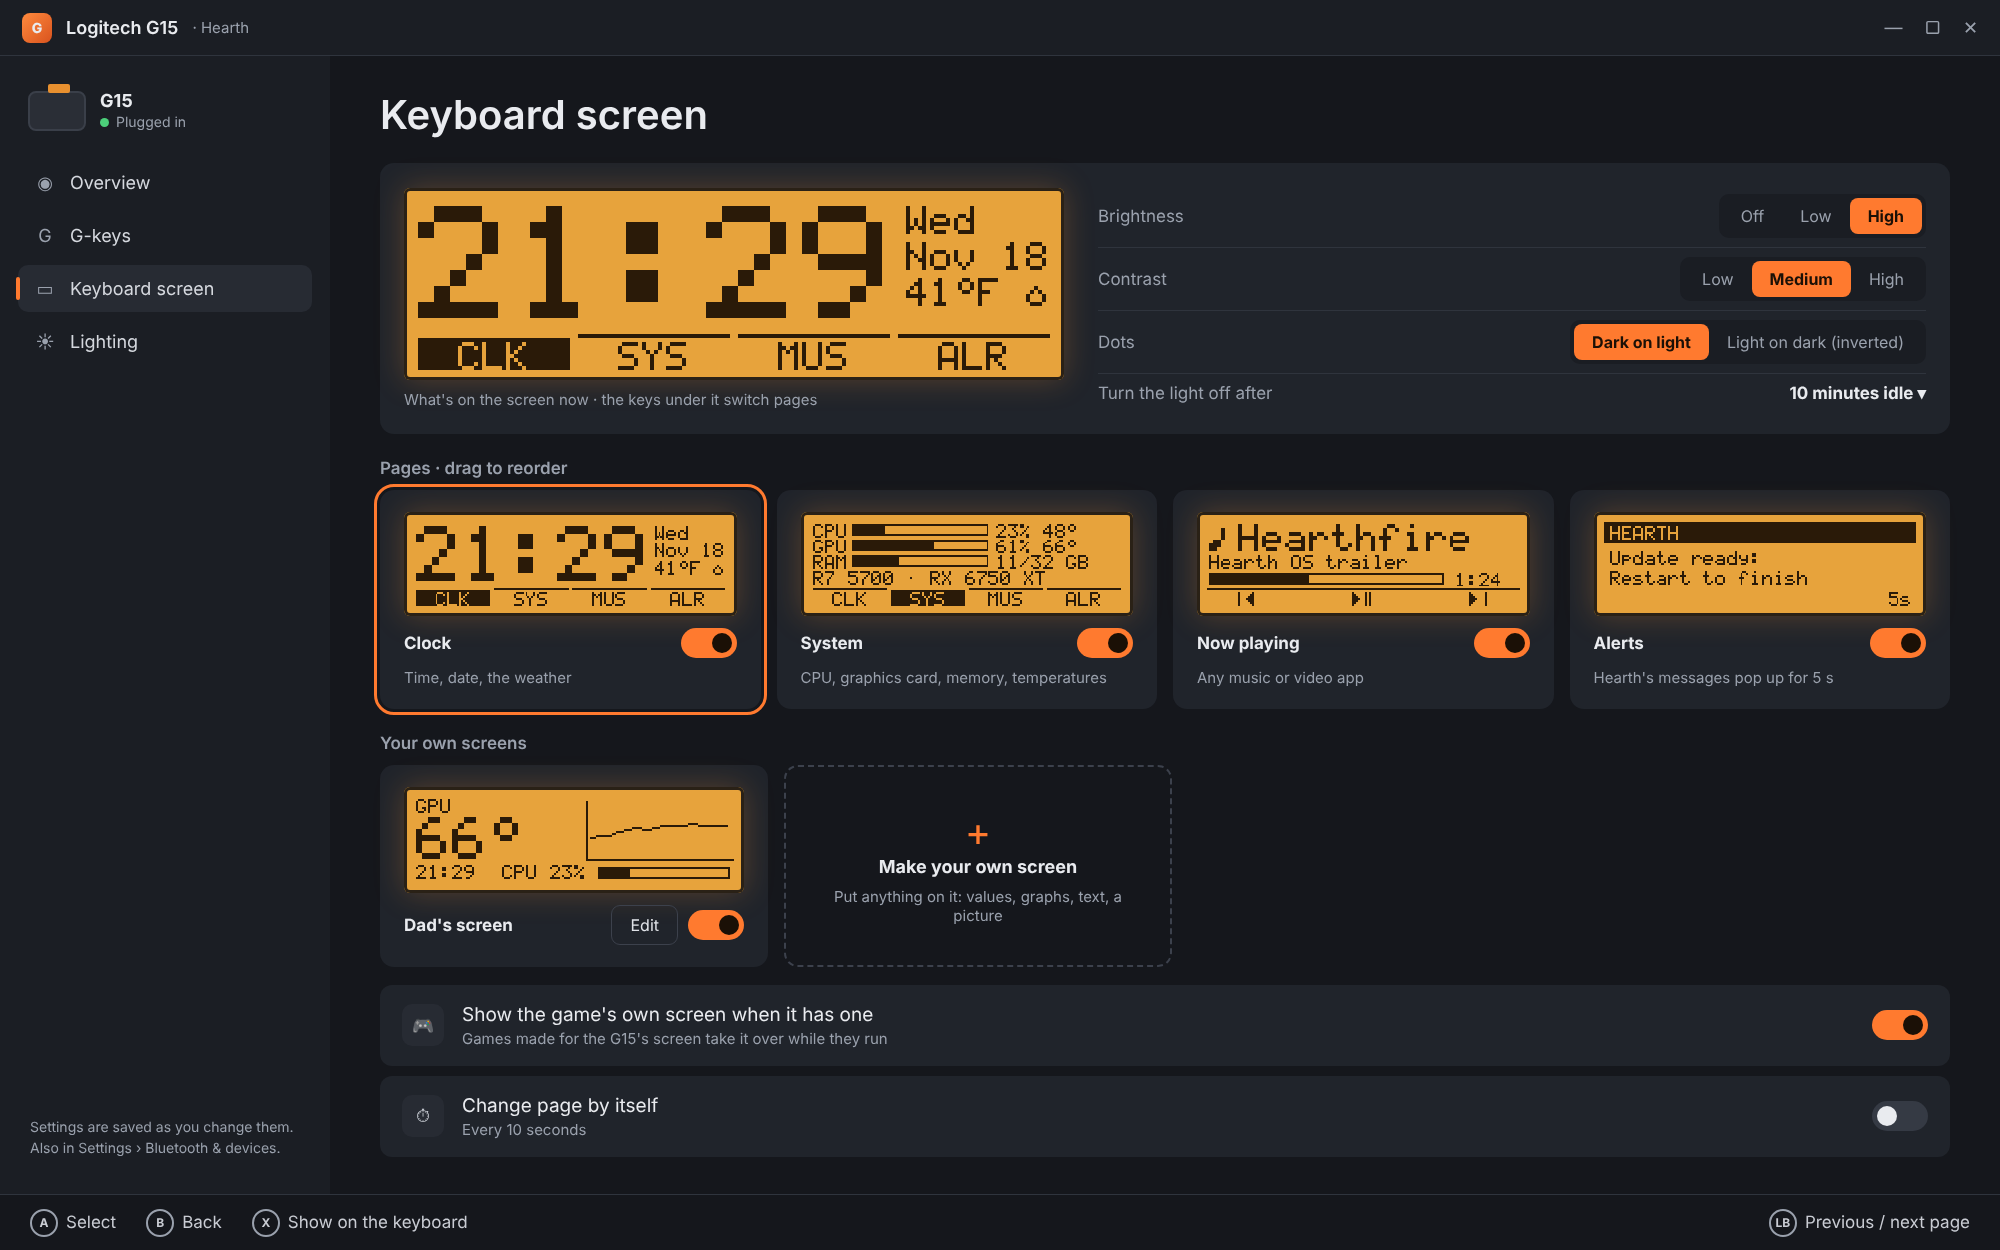 G Logitech G15 · Hearth
G15
Plugged in
Overview
G G-keys
Keyboard screen
Lighting
Settings are saved as you change them.
Also in Settings › Bluetooth & devices.
Keyboard screen
21:29
Wed
Nov 18
41°F
CLK SYS MUS ALR
What's on the screen now · the keys under it switch pages
Brightness Off Low High
Contrast Low Medium High
Dots Dark on light Light on dark (inverted)
Turn the light off after 10 minutes idle ▾
Pages · drag to reorder
21:29
Wed
Nov 18
41°F
CLK SYS MUS ALR
Clock
Time, date, the weather
CPU 23% 48°
GPU 61% 66°
RAM 11/32 GB
R7 5700 · RX 6750 XT
CLK SYS MUS ALR
System
CPU, graphics card, memory, temperatures
♪ Hearthfire
Hearth OS trailer
1:24
Now playing
Any music or video app
HEARTH
Update ready:
Restart to finish
5s
Alerts
Hearth's messages pop up for 5 s
Your own screens
GPU
66°
21:29 CPU 23%
Dad's screen Edit
+
Make your own screen
Put anything on it: values, graphs, text, a
picture
Show the game's own screen when it has one
Games made for the G15's screen take it over while they run
Change page by itself
Every 10 seconds
A Select B Back X Show on the keyboard LB Previous / next page